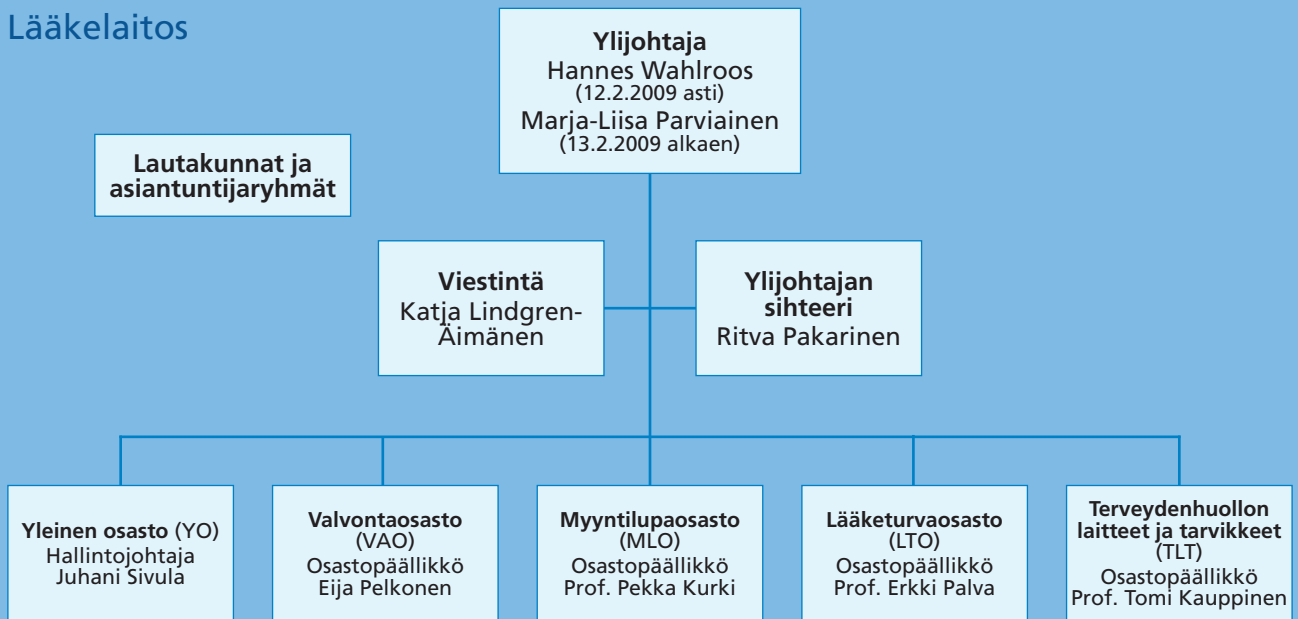 Lääkelaitos
Ylijohtaja
Hannes Wahlroos
(12.2.2009 asti)
Marja-Liisa Parviainen
(13.2.2009 alkaen)
Lautakunnat ja
asiantuntijaryhmät
Viestintä
Katja Lindgren-
Äimänen
Ylijohtajan
sihteeri
Ritva Pakarinen
Yleinen osasto (YO)
Hallintojohtaja
Juhani Sivula
Valvontaosasto
(VAO)
Osastopäällikkö
Eija Pelkonen
Myyntilupaosasto
(MLO)
Osastopäällikkö
Prof. Pekka Kurki
Lääketurvaosasto
(LTO)
Osastopäällikkö
Prof. Erkki Palva
Terveydenhuollon
laitteet ja tarvikkeet
(TLT)
Osastopäällikkö
Prof. Tomi Kauppinen